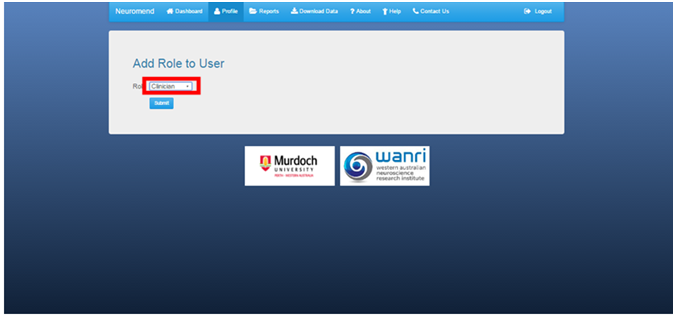 Neuromend Dashboard Profile Reports Download Data ? About Help Contact Us Logout
Add Role to User
Clinician
Submit
Murdoch
UNIVERSITY
PERTH · WESTERN AUSTRALIA
wanri
western australian
neuroscience
research institute